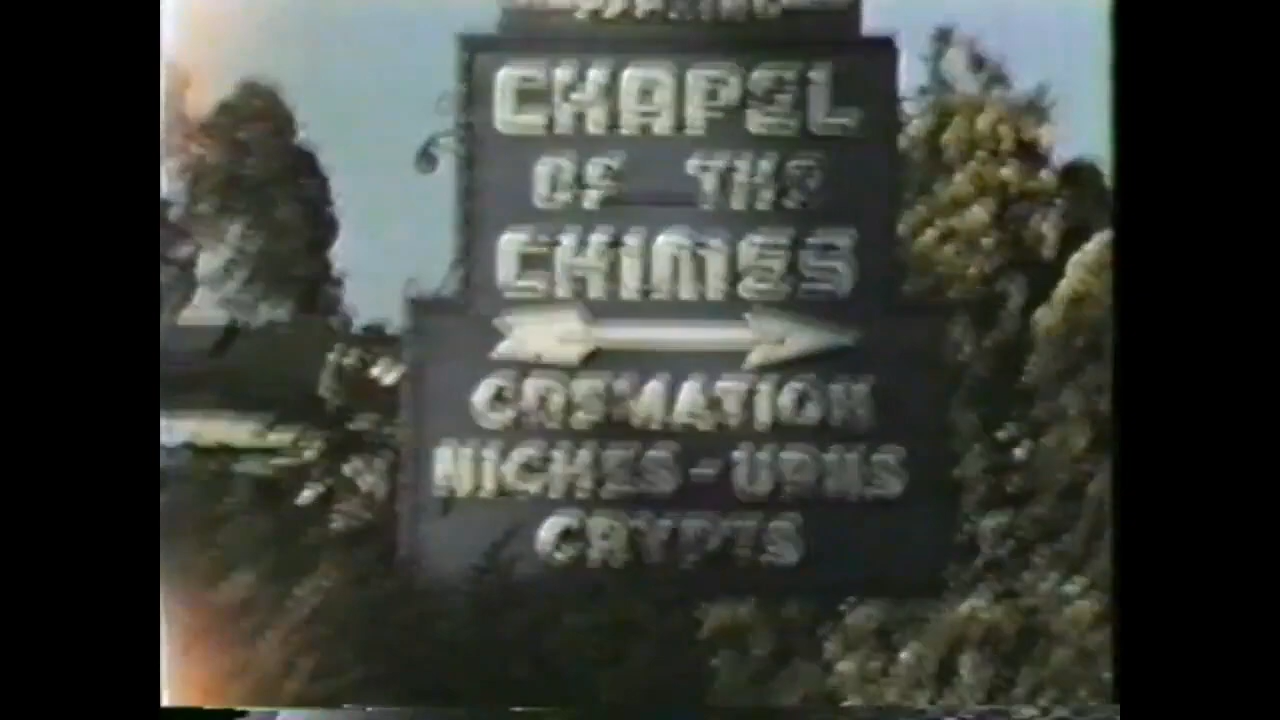 CHAPEL
OF THE
CHIMES
CREMATION
NICHES-URNS
CRYPTS